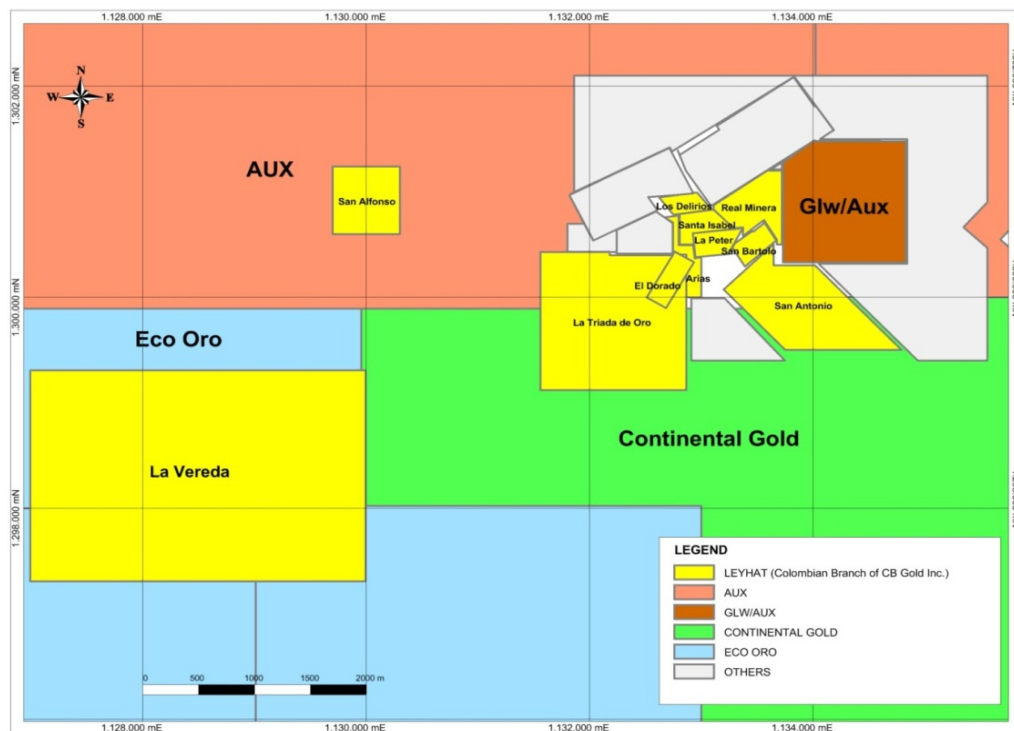 1.128.000 mE
1.130.000 mE
1.132.000 mE
1.134.000 mE
1.302.000 mN
N
W E
S
AUX
San Alfonso
Los Delirios
Real Minera
Glw/Aux
Santa Isabel
La Peter
San Bartolo
El Dorado
Arias
San Antonio
1.300.000 mN
La Triada de Oro
Eco Oro
Continental Gold
La Vereda
1.298.000 mN
LEGEND
LEYHAT (Colombian Branch of CB Gold Inc.)
AUX
GLW/AUX
CONTINENTAL GOLD
ECO ORO
OTHERS
0 500 1000 1500 2000 m
1.128.000 mE
1.130.000 mE
1.132.000 mE
1.134.000 mE